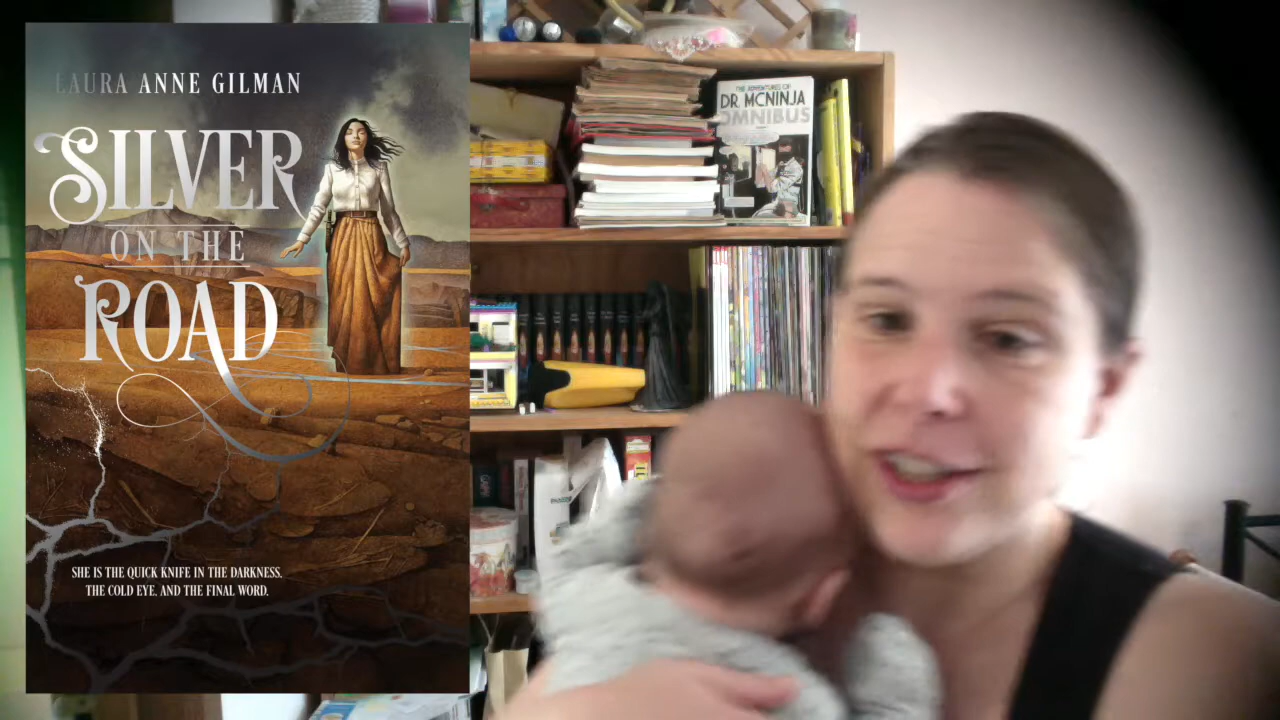 LAURA ANNE GILMAN
SILVER
ON THE
ROAD
SHE IS THE QUICK KNIFE IN THE DARKNESS.
THE COLD EYE, AND THE FINAL WORD.
THE ADVENTURES OF
DR. MCNINJA
OMNIBUS